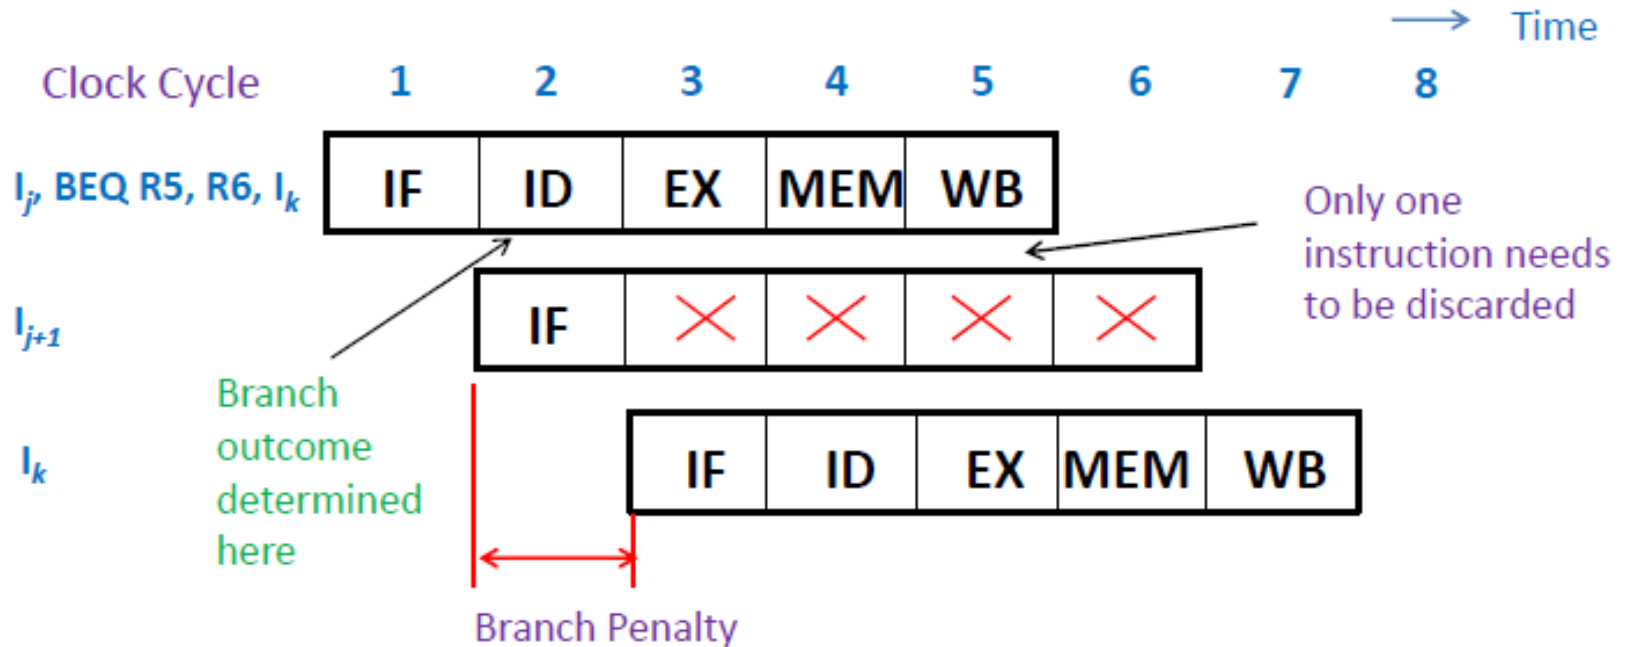 Time
Clock Cycle 1 2 3 4 5 6 7 8
Ij, BEQ R5, R6, Ik IF ID EX MEM WB
Only one
instruction needs
to be discarded
Ij+1 IF
Branch
outcome
determined
here
Ik IF ID EX MEM WB
Branch Penalty